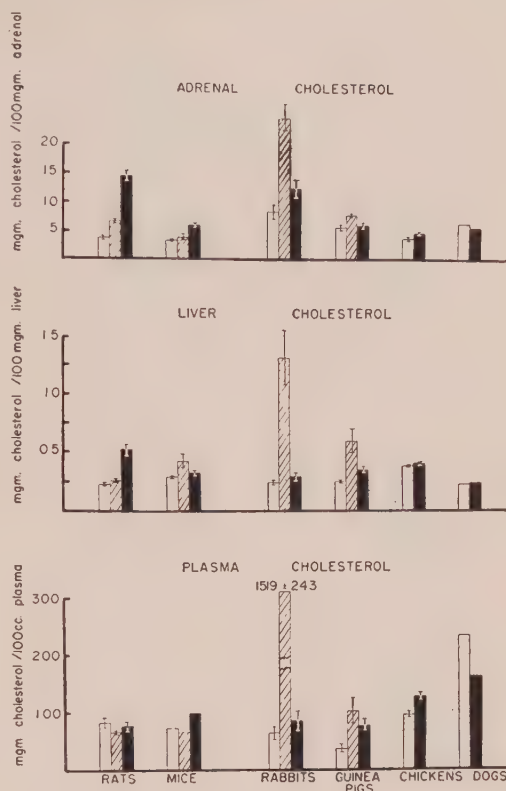 ADRENAL CHOLESTEROL
mgm. cholesterol /100mgm. adrenal
20
15
10
5
LIVER CHOLESTEROL
mgm. cholesterol /100 mgm. liver
1.5
1.0
0.5
PLASMA CHOLESTEROL
1519 ± 243
mgm cholesterol /100cc. plasma
300
200
100
RATS MICE RABBITS GUINEA PIGS CHICKENS DOGS